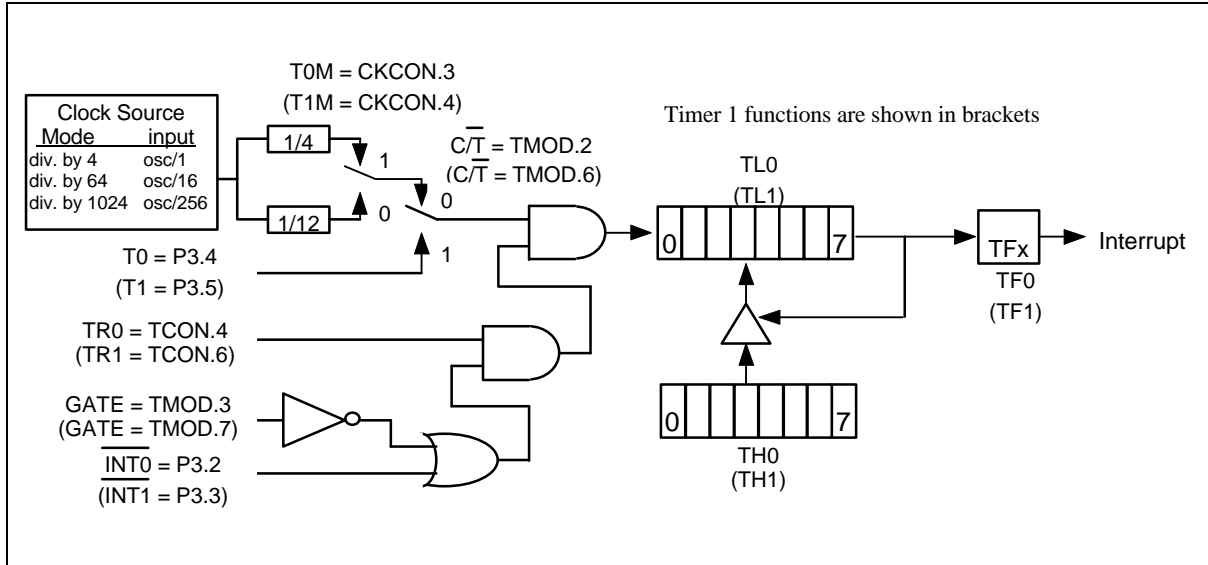 T0M = CKCON.3
(T1M = CKCON.4)
Clock Source
Mode input
div. by 4 osc/1
div. by 64 osc/16
div. by 1024 osc/256
1/4
1/12
1
0
C/T̅ = TMOD.2
(C/T̅ = TMOD.6)
0
1
T0 = P3.4
(T1 = P3.5)
TR0 = TCON.4
(TR1 = TCON.6)
GATE = TMOD.3
(GATE = TMOD.7)
I̅N̅T̅0̅ = P3.2
(I̅N̅T̅1̅ = P3.3)
Timer 1 functions are shown in brackets
TL0
(TL1)
0 7
TFx
Interrupt
TF0
(TF1)
0 7
TH0
(TH1)